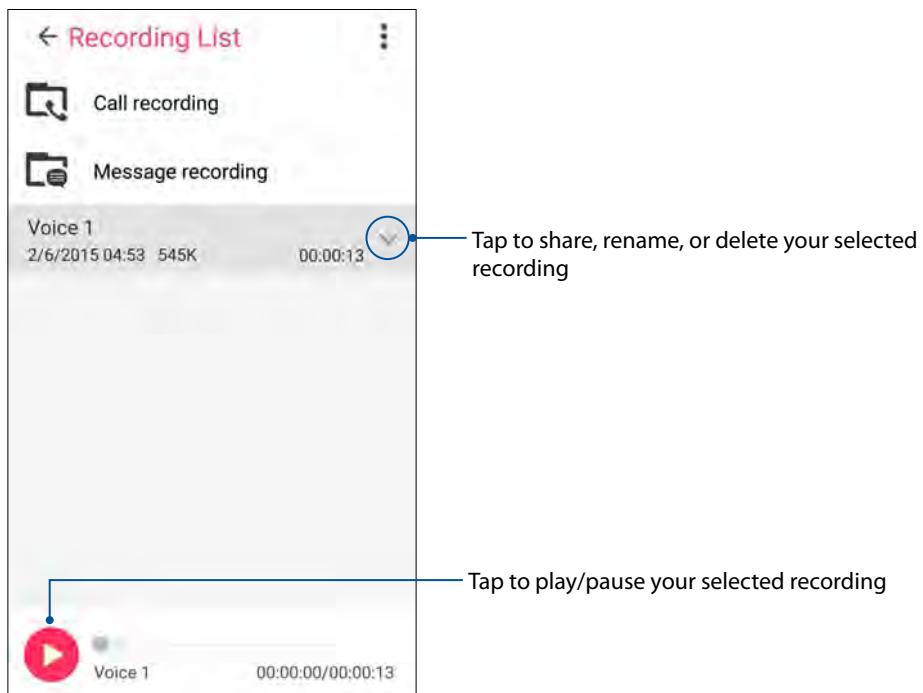 Recording List
Call recording
Message recording
Voice 1
2/6/2015 04:53 545K 00:00:13
Tap to share, rename, or delete your selected
recording
Tap to play/pause your selected recording
Voice 1 00:00:00/00:00:13